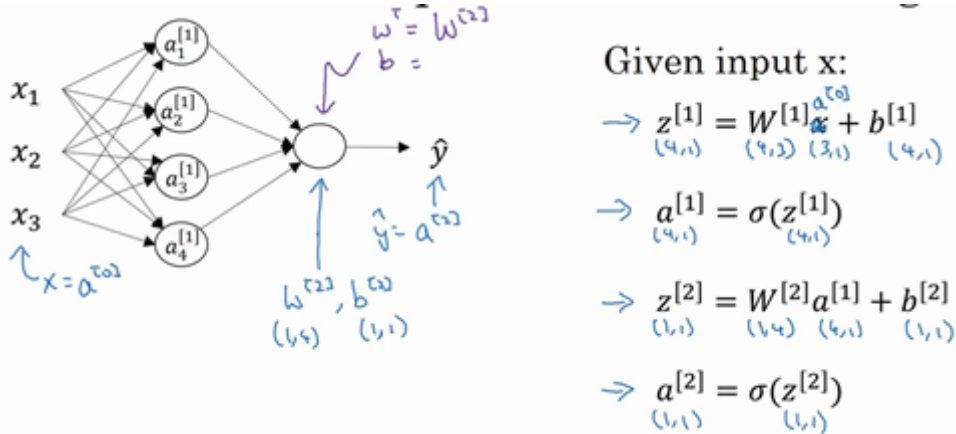 wᵀ = W^[2]
b =
x₁
x₂
x₃
a₁^[1]
a₂^[1]
a₃^[1]
a₄^[1]
ŷ
x = a^[0]
ŷ = a^[2]
w^[2], b^[2]
(1,4) (1,1)
Given input x:
→ z^[1] = W^[1]x + b^[1]
a^[0]
(4,1) (4,3) (3,1) (4,1)
→ a^[1] = σ(z^[1])
(4,1) (4,1)
→ z^[2] = W^[2]a^[1] + b^[2]
(1,1) (1,4) (4,1) (1,1)
→ a^[2] = σ(z^[2])
(1,1) (1,1)